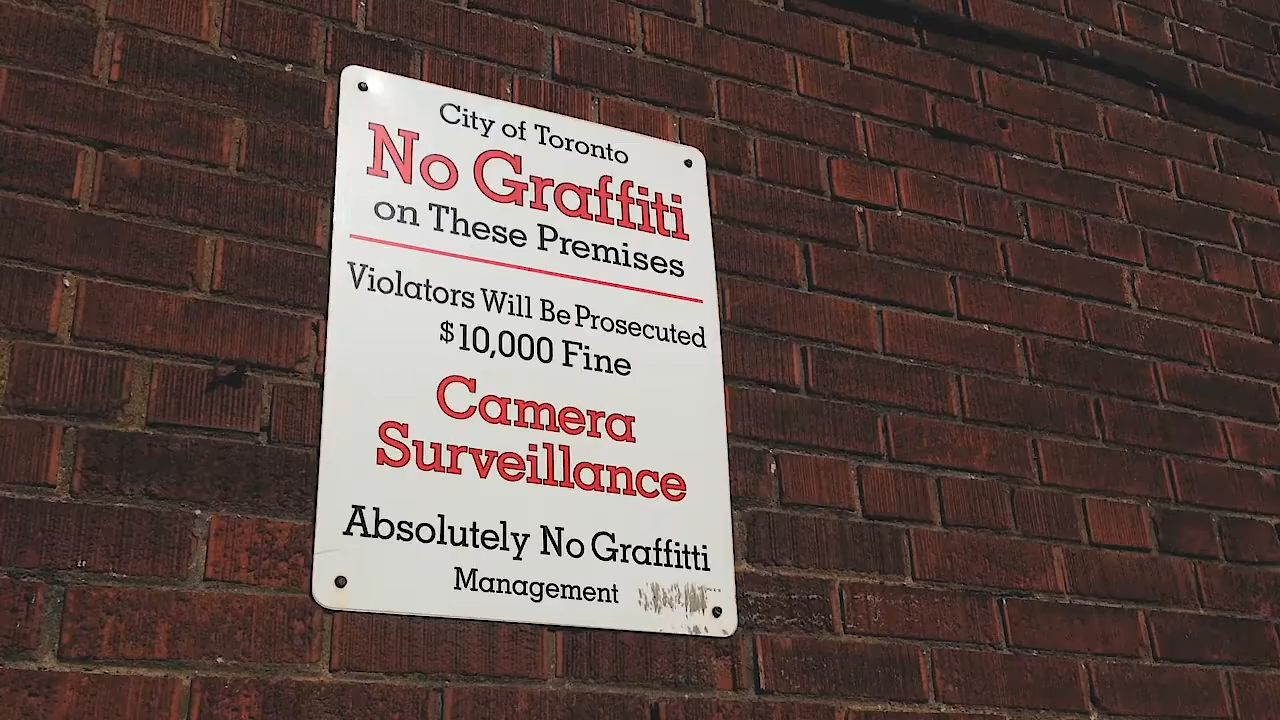 City of Toronto
No Graffiti
on These Premises
Violators Will Be Prosecuted
$10,000 Fine
Camera
Surveillance
Absolutely No Graffitti
Management